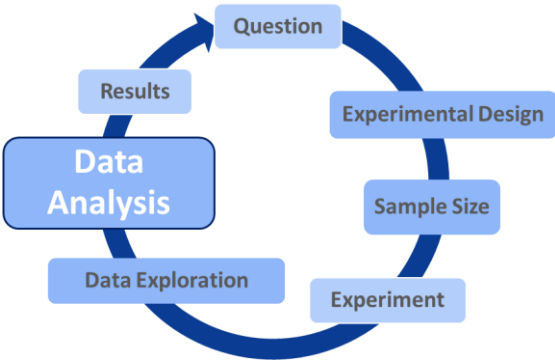 Question
Experimental Design
Sample Size
Experiment
Data Exploration
Data
Analysis
Results